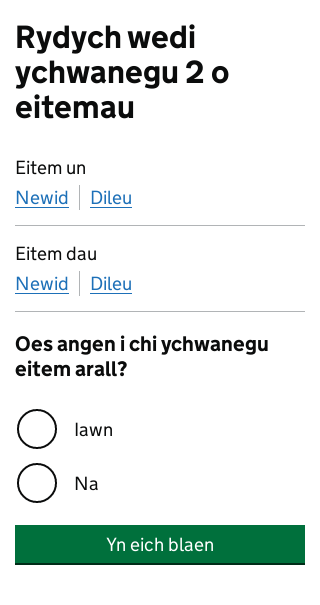 Rydych wedi
ychwanegu 2 o
eitemau
Eitem un
Newid Dileu
Eitem dau
Newid Dileu
Oes angen i chi ychwanegu
eitem arall?
Iawn
Na
Yn eich blaen